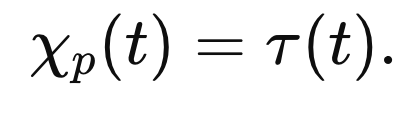 χ_p(t) = τ(t).